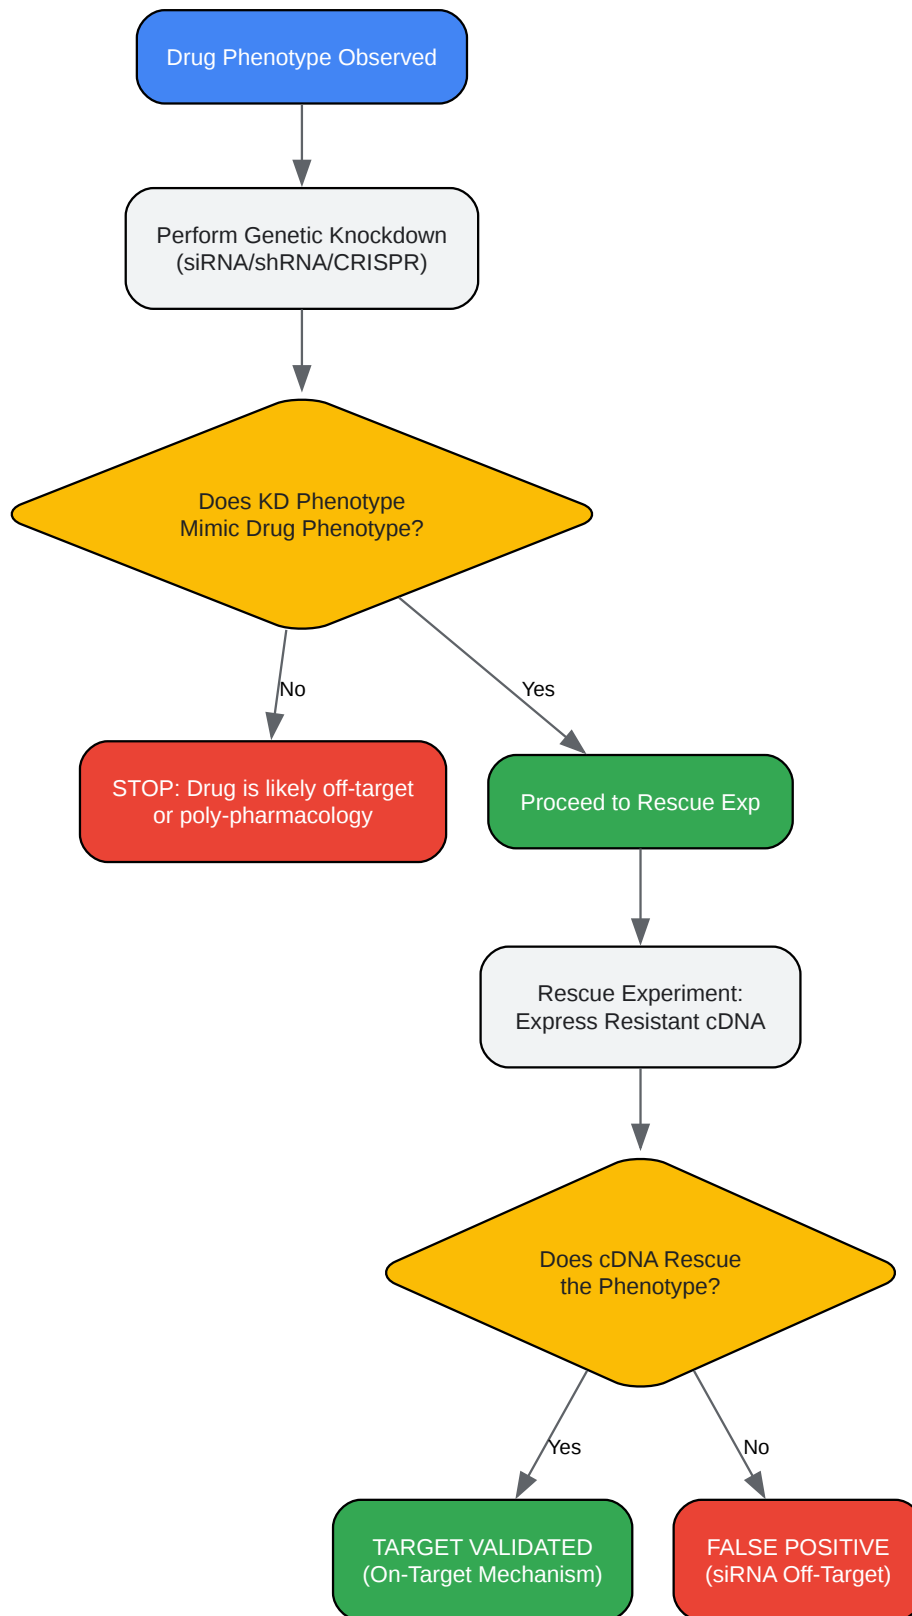 Drug Phenotype Observed
Perform Genetic Knockdown
(siRNA/shRNA/CRISPR)
Does KD Phenotype
Mimic Drug Phenotype?
No
Yes
STOP: Drug is likely off-target
or poly-pharmacology
Proceed to Rescue Exp
Rescue Experiment:
Express Resistant cDNA
Does cDNA Rescue
the Phenotype?
Yes
No
TARGET VALIDATED
(On-Target Mechanism)
FALSE POSITIVE
(siRNA Off-Target)